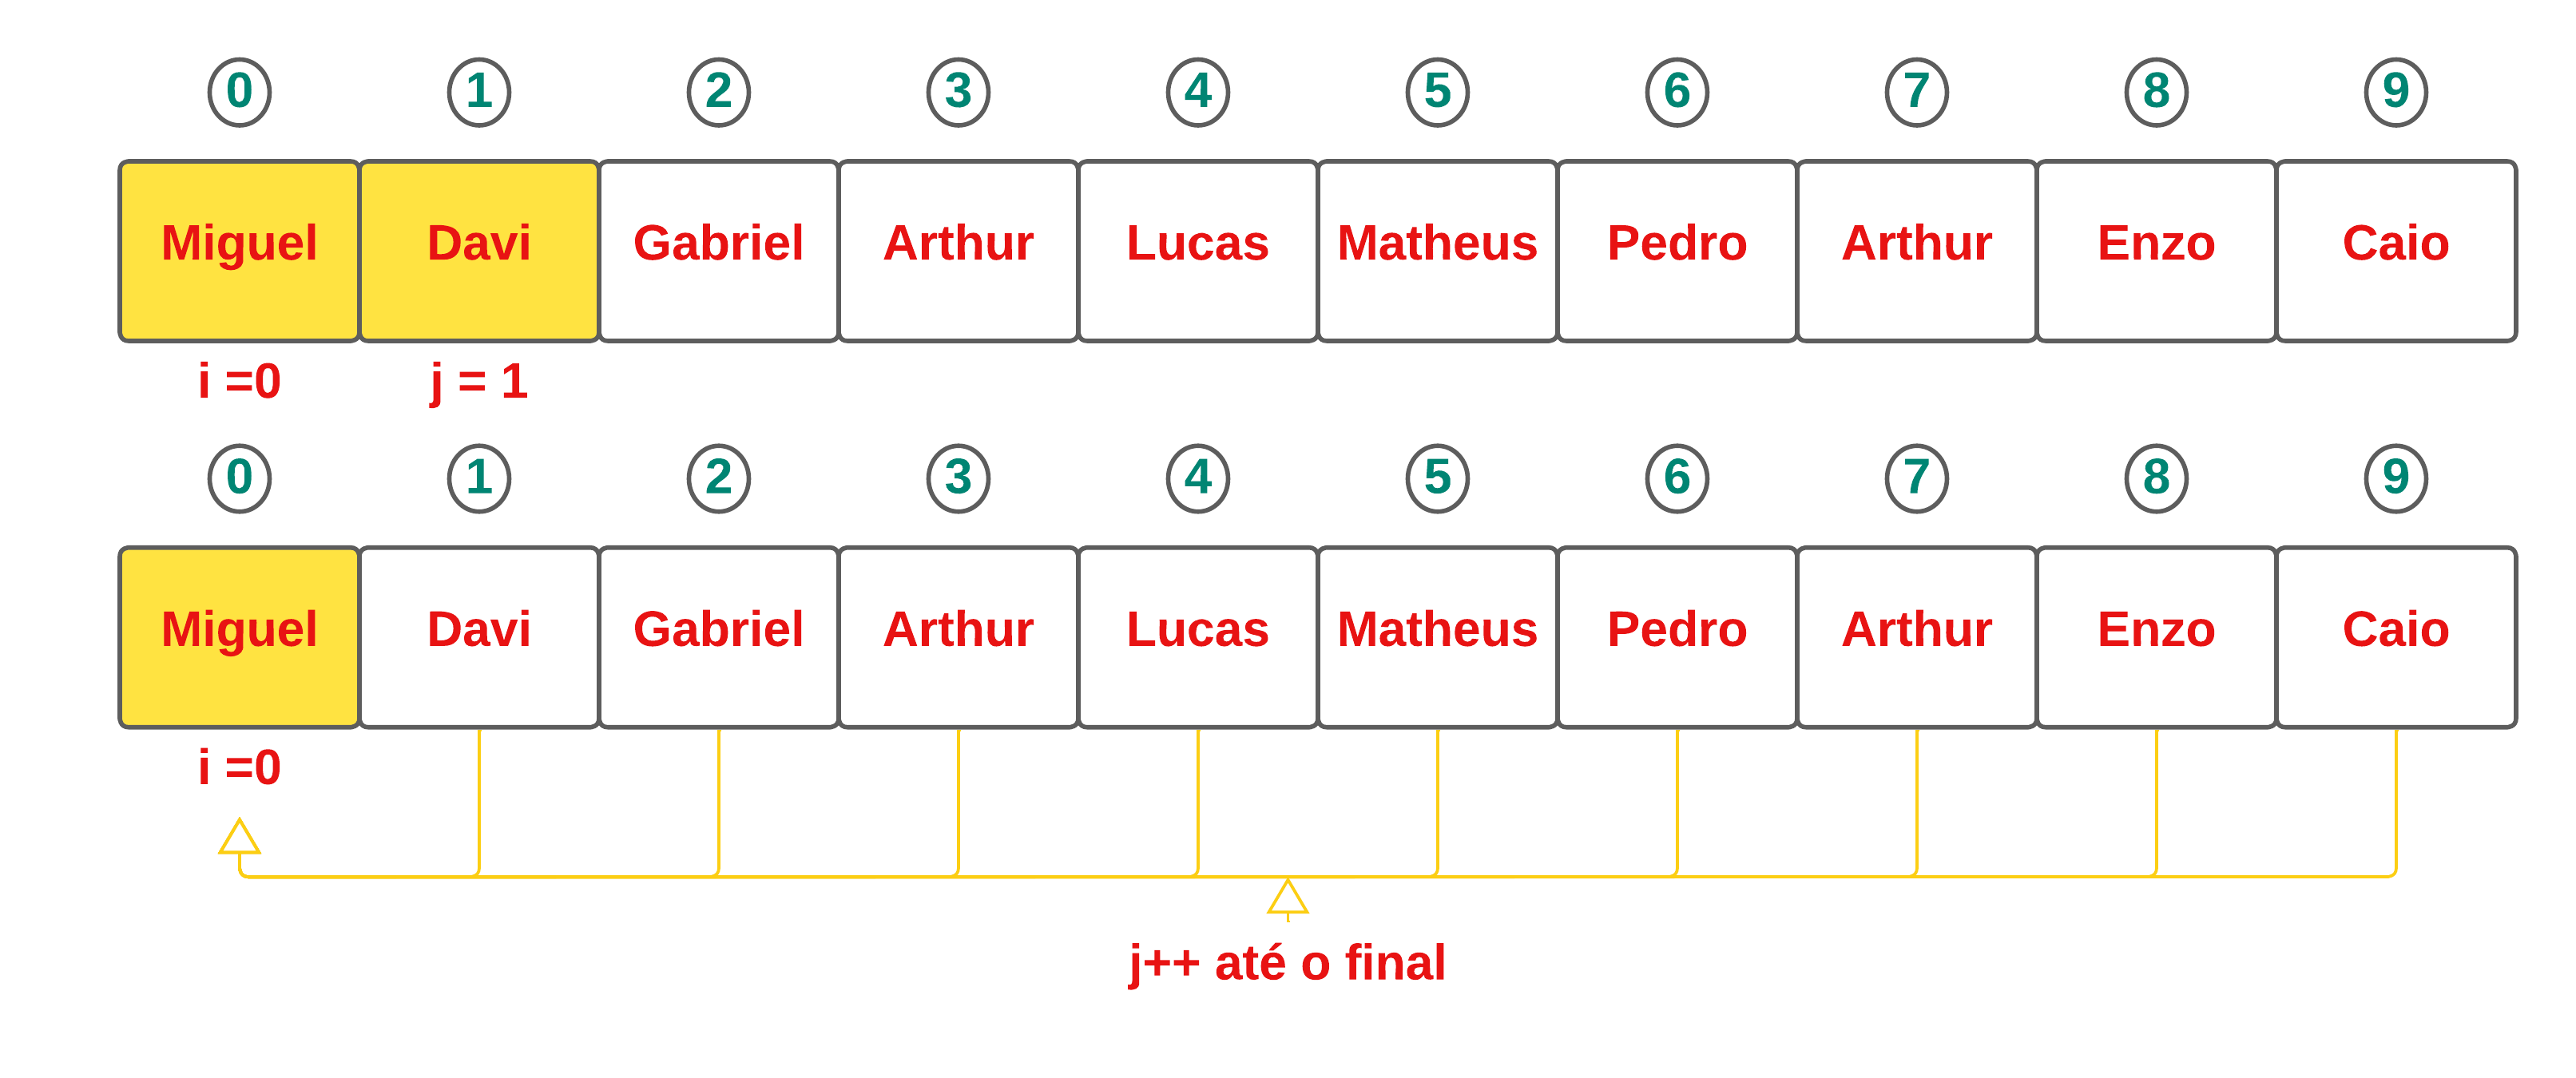 0 1 2 3 4 5 6 7 8 9
Miguel Davi Gabriel Arthur Lucas Matheus Pedro Arthur Enzo Caio
i =0 j = 1
0 1 2 3 4 5 6 7 8 9
Miguel Davi Gabriel Arthur Lucas Matheus Pedro Arthur Enzo Caio
i =0
j++ até o final